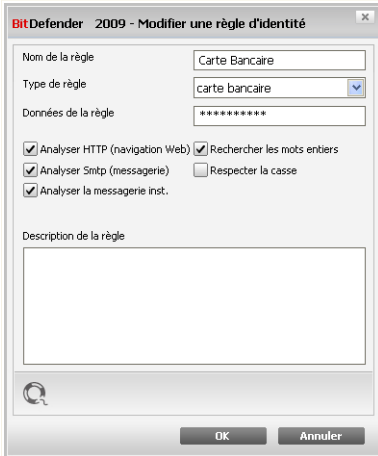 BitDefender 2009 - Modifier une règle d'identité
Nom de la règle
Carte Bancaire
Type de règle
carte bancaire
Données de la règle
**********
Analyser HTTP (navigation Web) Rechercher les mots entiers
Analyser Smtp (messagerie) Respecter la casse
Analyser la messagerie inst.
Description de la règle
OK Annuler